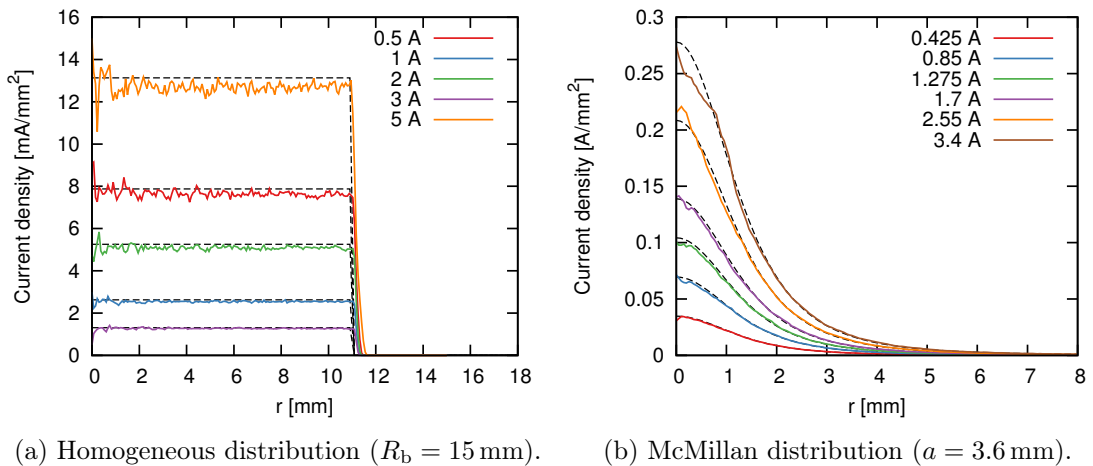 16
14
12
10
8
6
4
2
0
Current density [mA/mm²]
0.5 A
1 A
2 A
3 A
5 A
0 2 4 6 8 10 12 14 16 18
r [mm]
0.3
0.25
0.2
0.15
0.1
0.05
0
Current density [A/mm²]
0.425 A
0.85 A
1.275 A
1.7 A
2.55 A
3.4 A
0 1 2 3 4 5 6 7 8
r [mm]
(a) Homogeneous distribution (R_b = 15 mm).
(b) McMillan distribution (a = 3.6 mm).